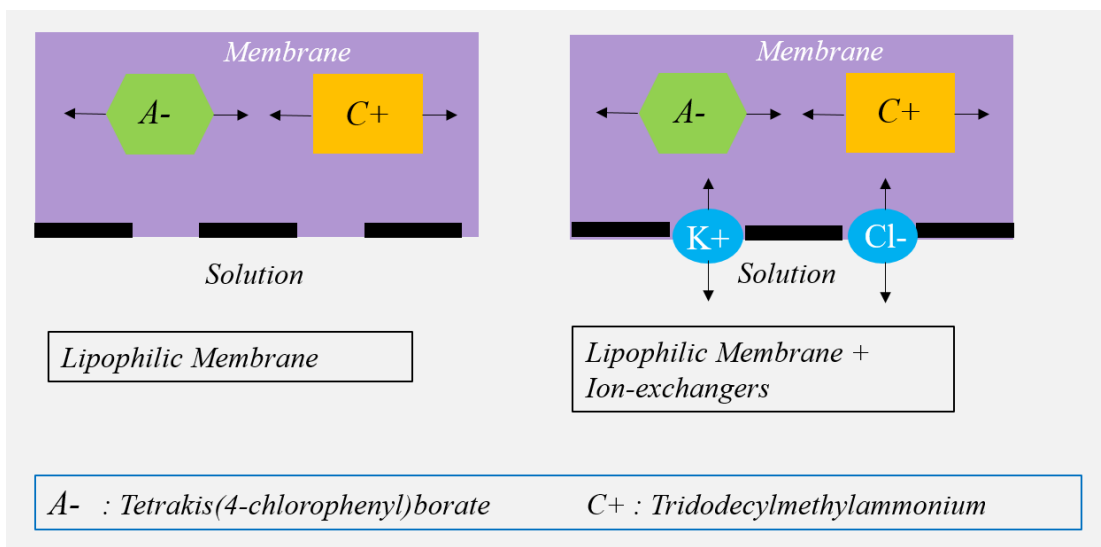 Membrane
A-
C+
Solution
Lipophilic Membrane
Membrane
A-
C+
K+
Cl-
Solution
Lipophilic Membrane +
Ion-exchangers
A- : Tetrakis(4-chlorophenyl)borate C+ : Tridodecylmethylammonium